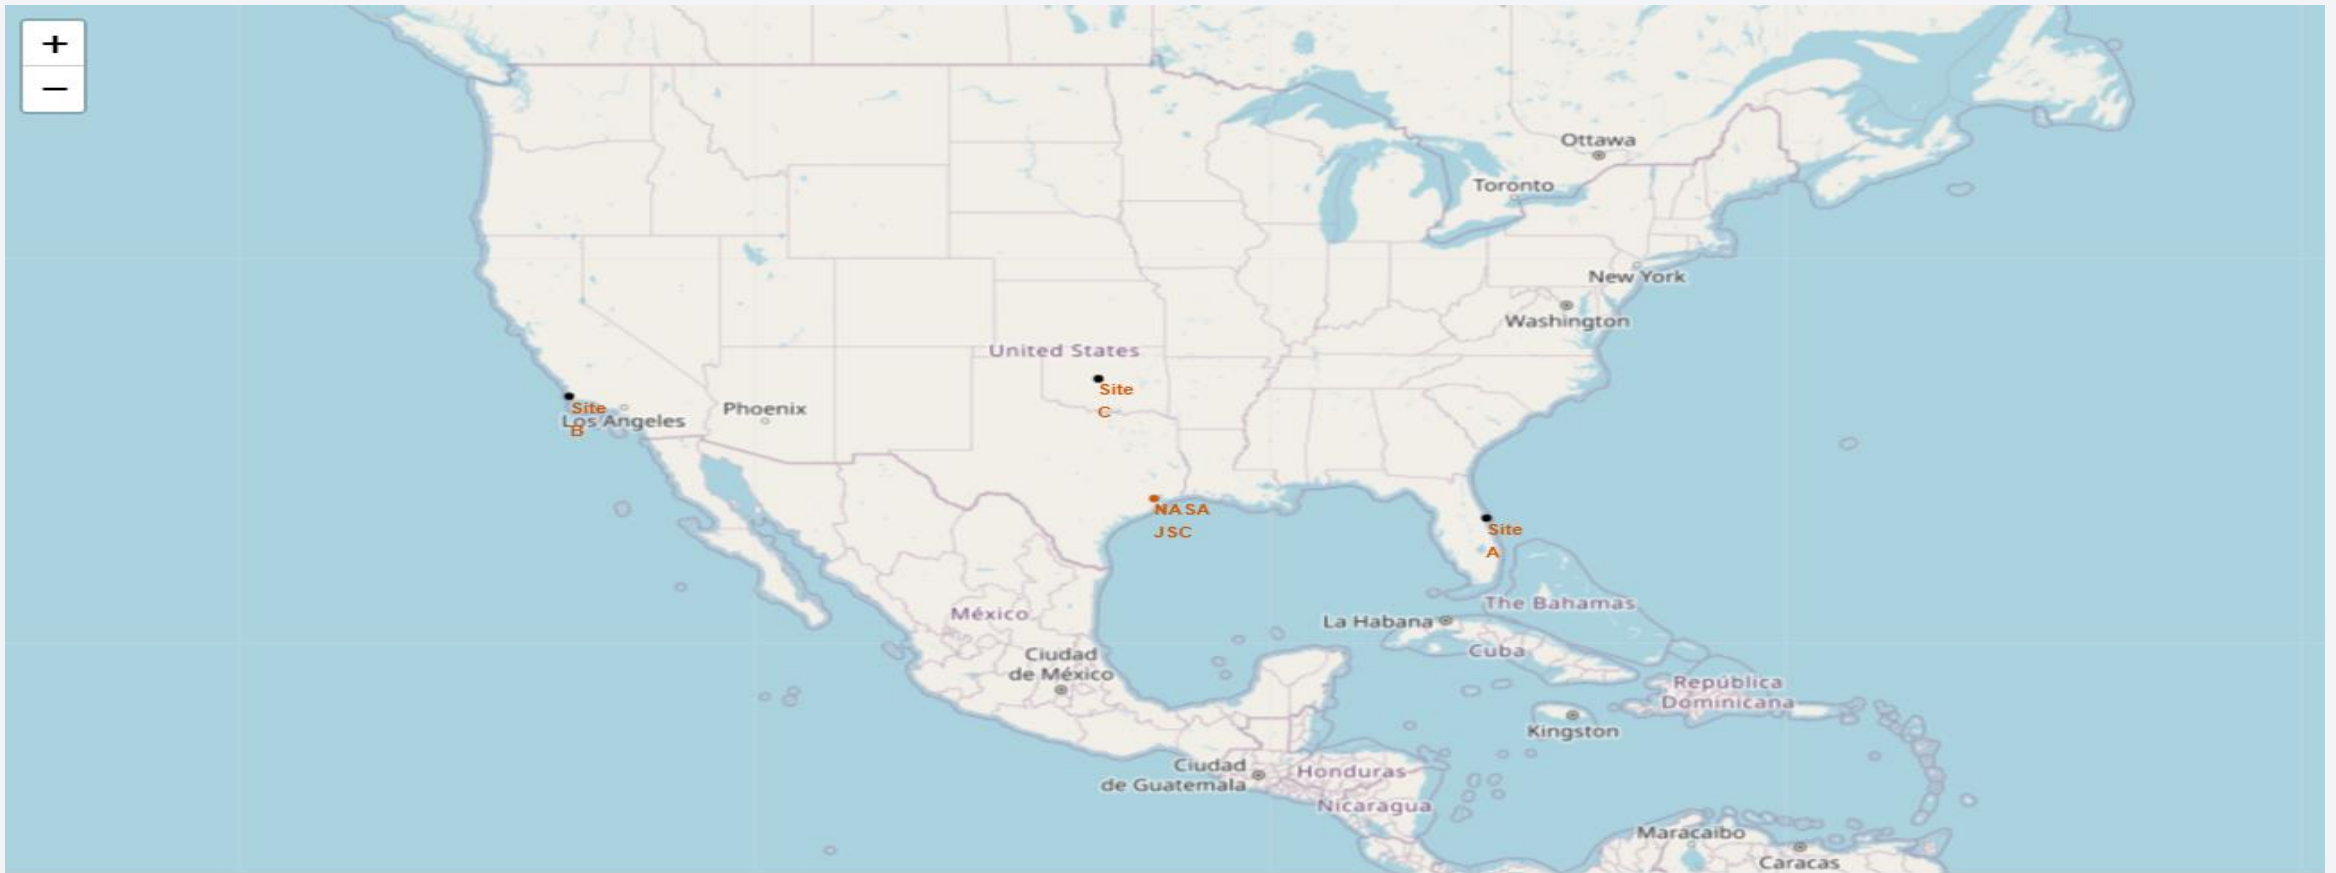 +
−
Ottawa
Toronto
New York
Washington
United States
Site
C
Site
B
Los Angeles
Phoenix
NASA
JSC
Site
A
México
The Bahamas
La Habana
Cuba
Ciudad
de México
República
Dominicana
Kingston
Ciudad
de Guatemala
Honduras
Nicaragua
Maracaibo
Caracas